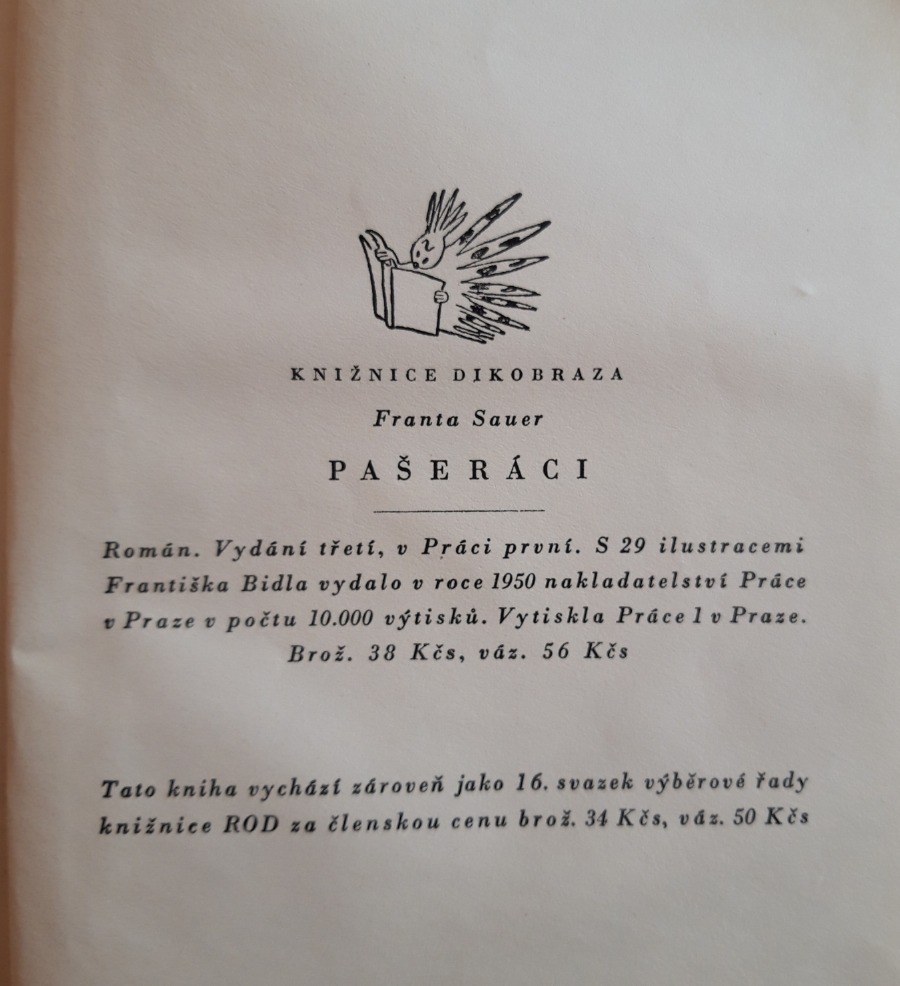 KNIŽNICE DIKOBRAZA
Franta Sauer
PAŠERÁCI
Román. Vydání třetí, v Práci první. S 29 ilustracemi
Františka Bidla vydalo v roce 1950 nakladatelství Práce
v Praze v počtu 10.000 výtisků. Vytiskla Práce 1 v Praze.
Brož. 38 Kčs, váz. 56 Kčs
Tato kniha vychází zároveň jako 16. svazek výběrové řady
knižnice ROD za členskou cenu brož. 34 Kčs, váz. 50 Kčs